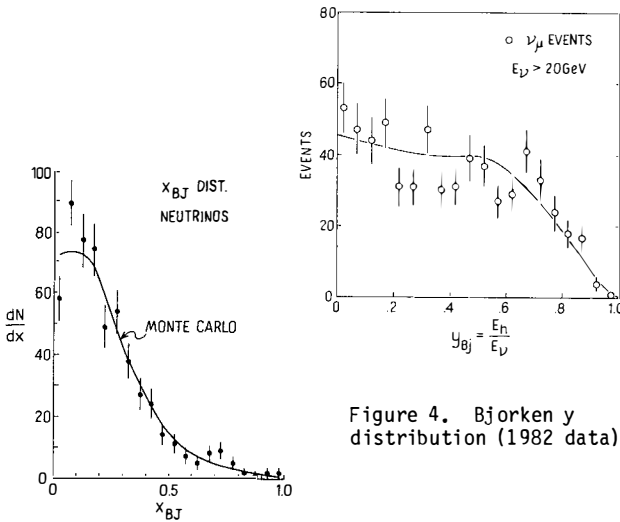 80
60
40
20
0
EVENTS
ν_μ EVENTS
E_ν > 20GeV
0
.2
.4
.6
.8
1.0
y_Bj = E_h/E_ν
Figure 4. Bjorken y
distribution (1982 data)
100
80
60
40
20
0
dN/dx
X_BJ DIST.
NEUTRINOS
MONTE CARLO
0
0.5
1.0
X_BJ